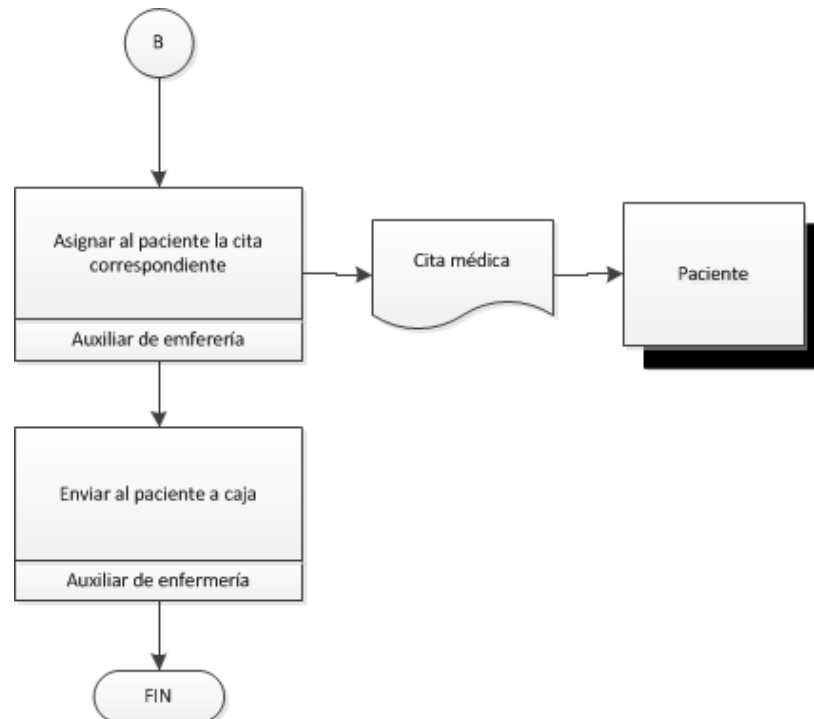 B
Asignar al paciente la cita
correspondiente
Auxiliar de emferería
Cita médica
Paciente
Enviar al paciente a caja
Auxiliar de enfermería
FIN